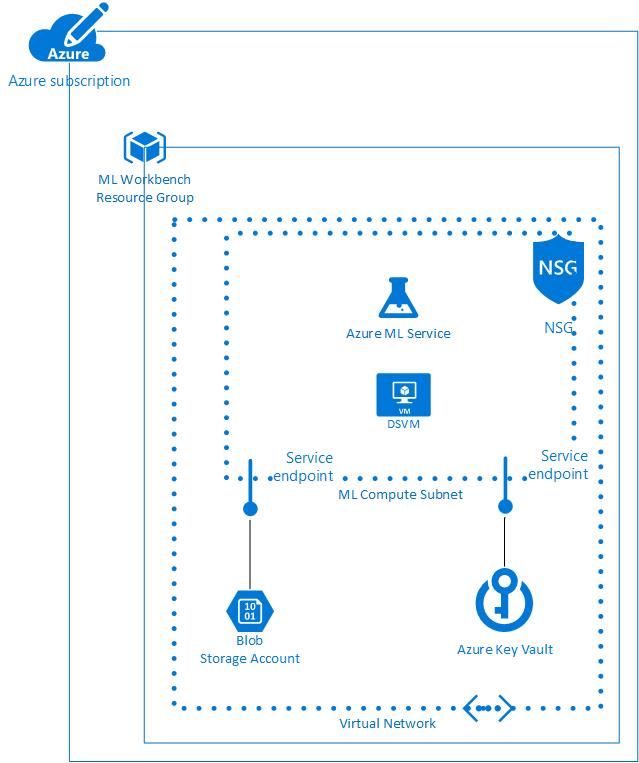 Azure
Azure subscription
ML Workbench
Resource Group
NSG
NSG
Azure ML Service
VM
DSVM
Service
endpoint
Service
endpoint
ML Compute Subnet
10
01
Blob
Storage Account
Azure Key Vault
Virtual Network